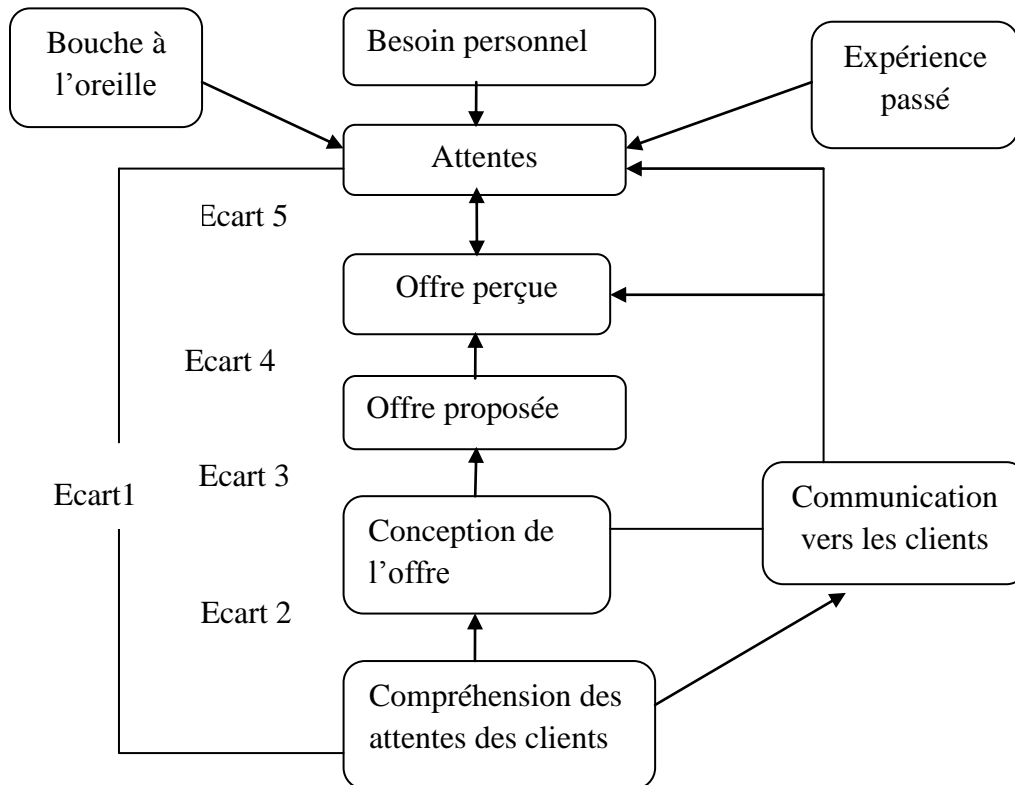 Bouche à
l’oreille
Besoin personnel
Expérience
passé
Attentes
Ecart 5
Offre perçue
Ecart 4
Offre proposée
Ecart 3
Ecart1
Conception de
l’offre
Communication
vers les clients
Ecart 2
Compréhension des
attentes des clients